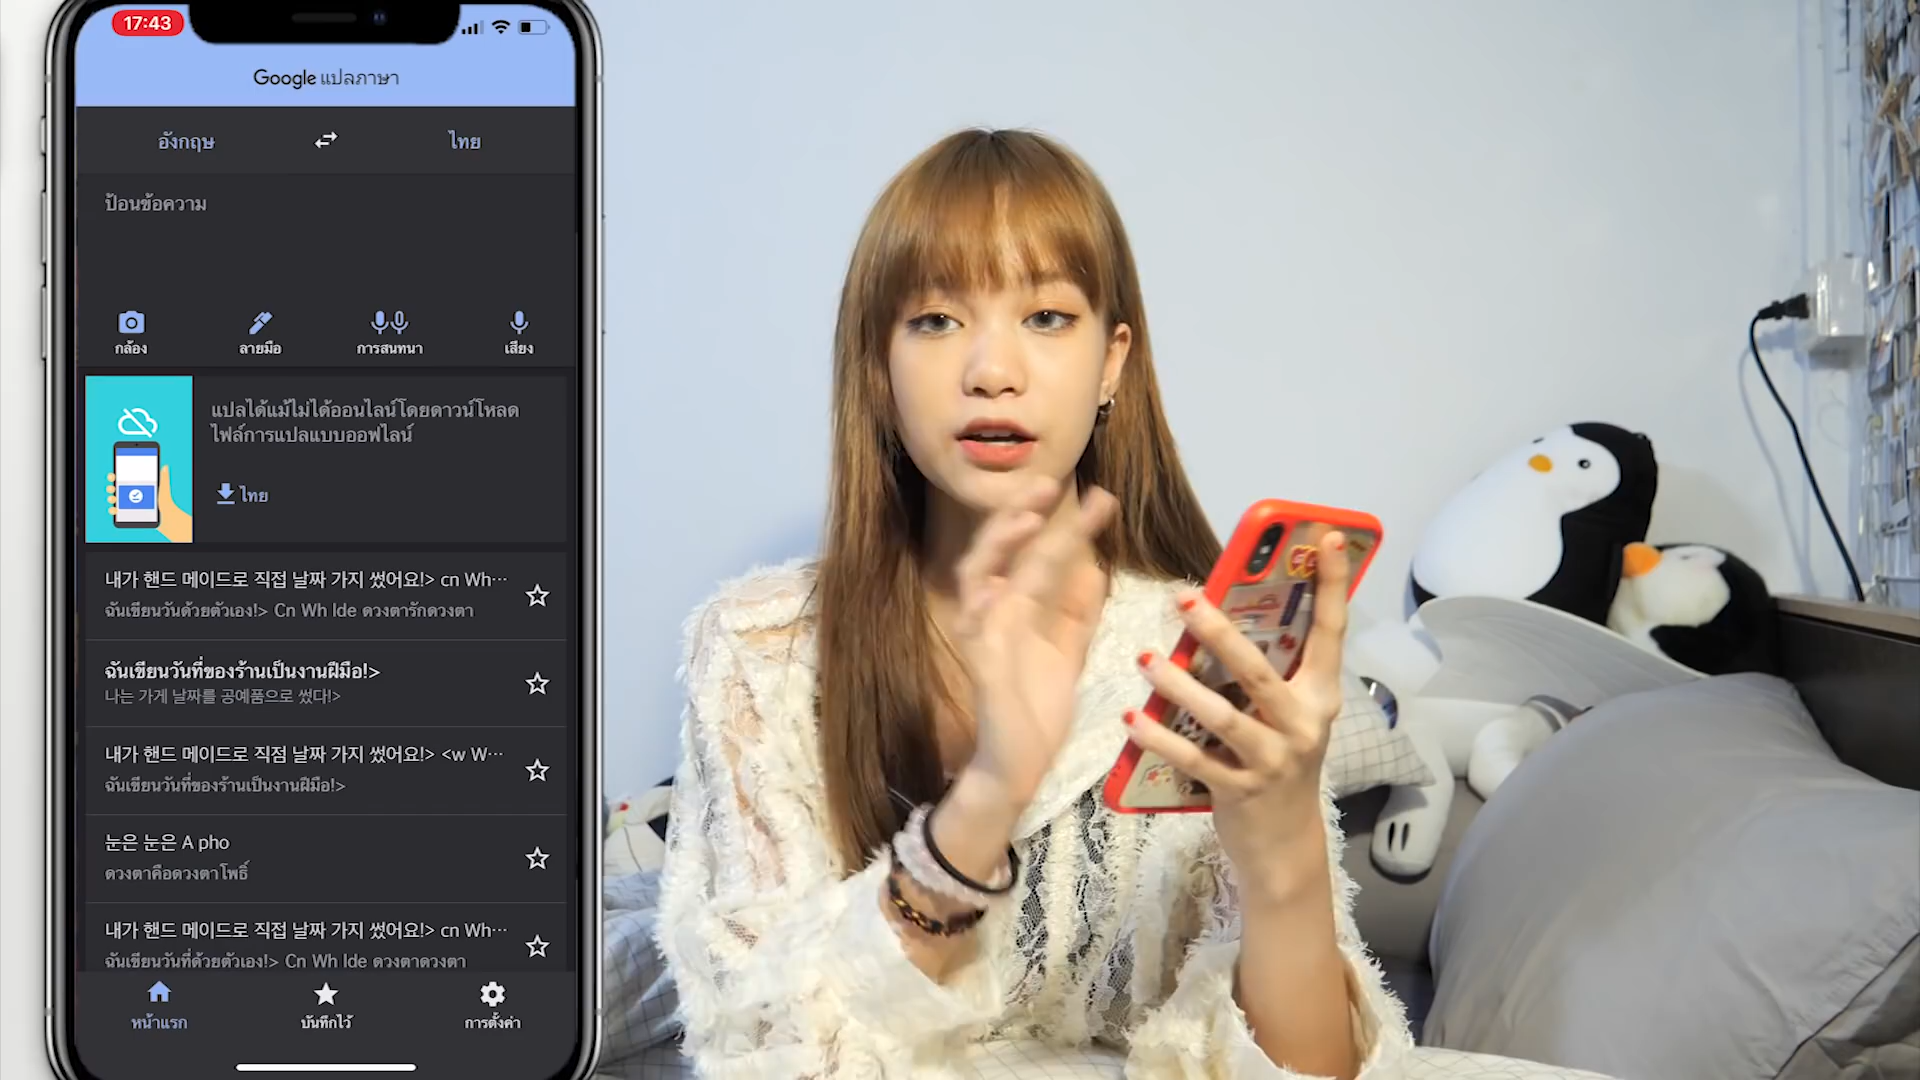 17:43
Google แปลภาษา
อังกฤษ
ไทย
ป้อนข้อความ
กล้อง
ลายมือ
การสนทนา
เสียง
แปลได้แม้ไม่ได้ออนไลน์โดยดาวน์โหลด
ไฟล์การแปลแบบออฟไลน์
ไทย
내가 핸드 메이드로 직접 날짜 가지 썼어요!> cn Wh…
ฉันเขียนวันด้วยตัวเอง!> Cn Wh Ide ดวงตารักดวงตา
ฉันเขียนวันที่ของร้านเป็นงานฝีมือ!>
나는 가게 날짜를 공예품으로 썼다!>
내가 핸드 메이드로 직점 날짜 가지 썼어요!> <w W…
ฉันเขียนวันที่ของร้านเป็นงานฝีมือ!>
눈은 눈은 A pho
ดวงตาคือดวงตาโพธิ์
내가 핸드 메이드로 직접 날짜 가지 썼어요!> cn Wh…
ฉันเขียนวันที่ด้วยตัวเอง!> Cn Wh Ide ดวงตาดวงตา
หน้าแรก
บันทึกไว้
การตั้งค่า